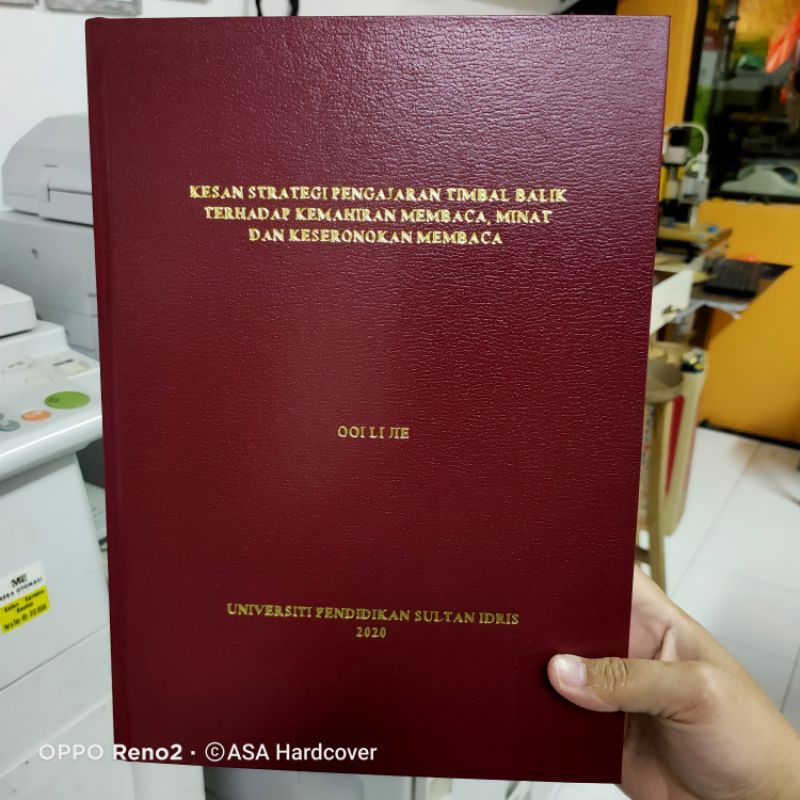 KESAN STRATEGI PENGAJARAN TIMBAL BALIK
TERHADAP KEMAHIRAN MEMBACA, MINAT
DAN KESERONOKAN MEMBACA
OOI LI JIE
UNIVERSITI PENDIDIKAN SULTAN IDRIS
2020
OPPO Reno2 · ©ASA Hardcover